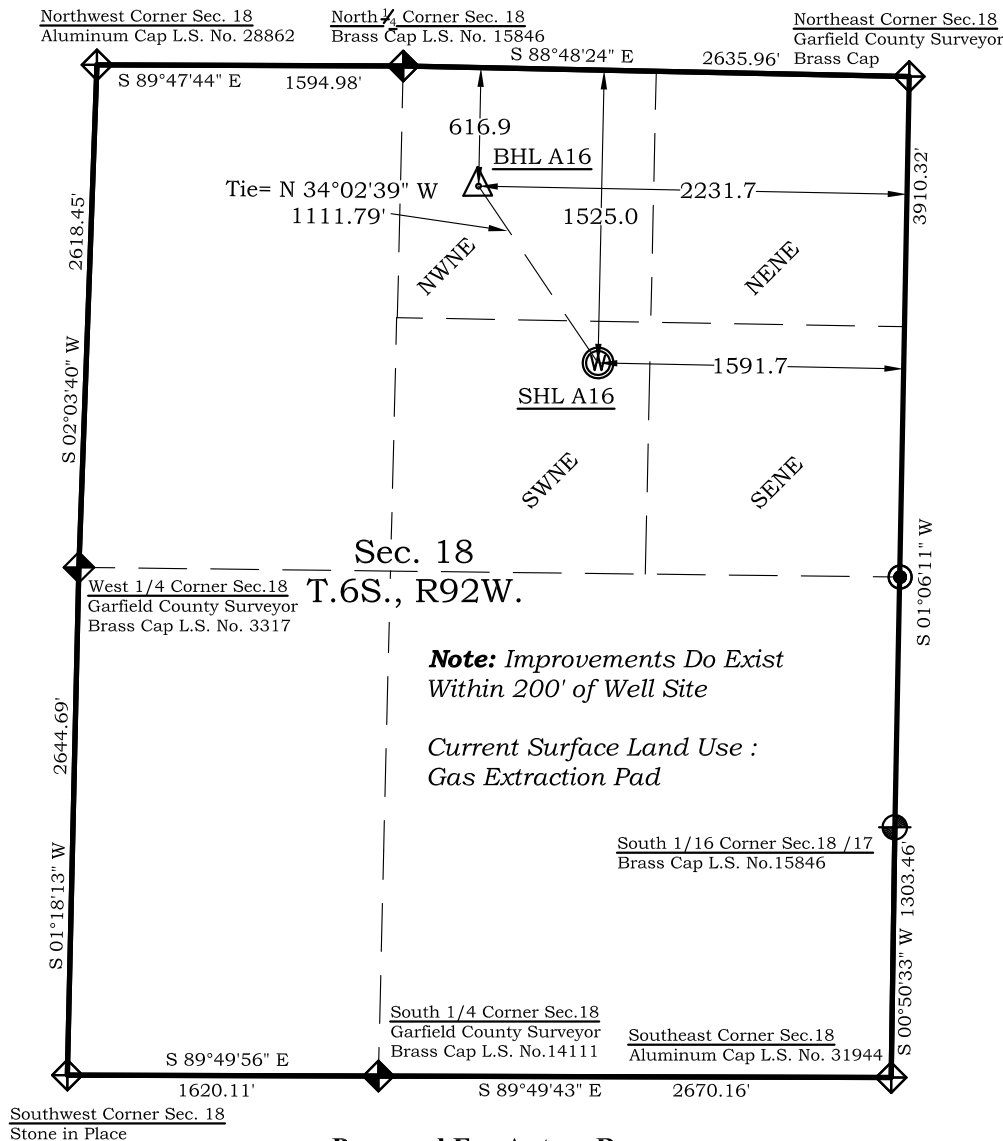 Northwest Corner Sec. 18
Aluminum Cap L.S. No. 28862
North 1/4 Corner Sec. 18
Brass Cap L.S. No. 15846
Northeast Corner Sec.18
Garfield County Surveyor
Brass Cap
S 89°47'44" E
1594.98'
S 88°48'24" E
2635.96'
616.9
BHL A16
Tie= N 34°02'39" W
1111.79'
2231.7
1525.0
3910.32'
2618.45'
NWNE
NENE
S 02°03'40" W
1591.7
SHL A16
SWNE
SENE
S 01°06'11" W
Sec. 18
T.6S., R92W.
West 1/4 Corner Sec.18
Garfield County Surveyor
Brass Cap L.S. No. 3317
Note: Improvements Do Exist
Within 200' of Well Site
Current Surface Land Use :
Gas Extraction Pad
2644.69'
S 01°18'13" W
W
South 1/16 Corner Sec.18 /17
Brass Cap L.S. No.15846
S 00°50'33" W 1303.46'
South 1/4 Corner Sec.18
Garfield County Surveyor
Brass Cap L.S. No.14111
Southeast Corner Sec.18
Aluminum Cap L.S. No. 31944
S 89°49'56" E
1620.11'
S 89°49'43" E
2670.16'
Southwest Corner Sec. 18
Stone in Place